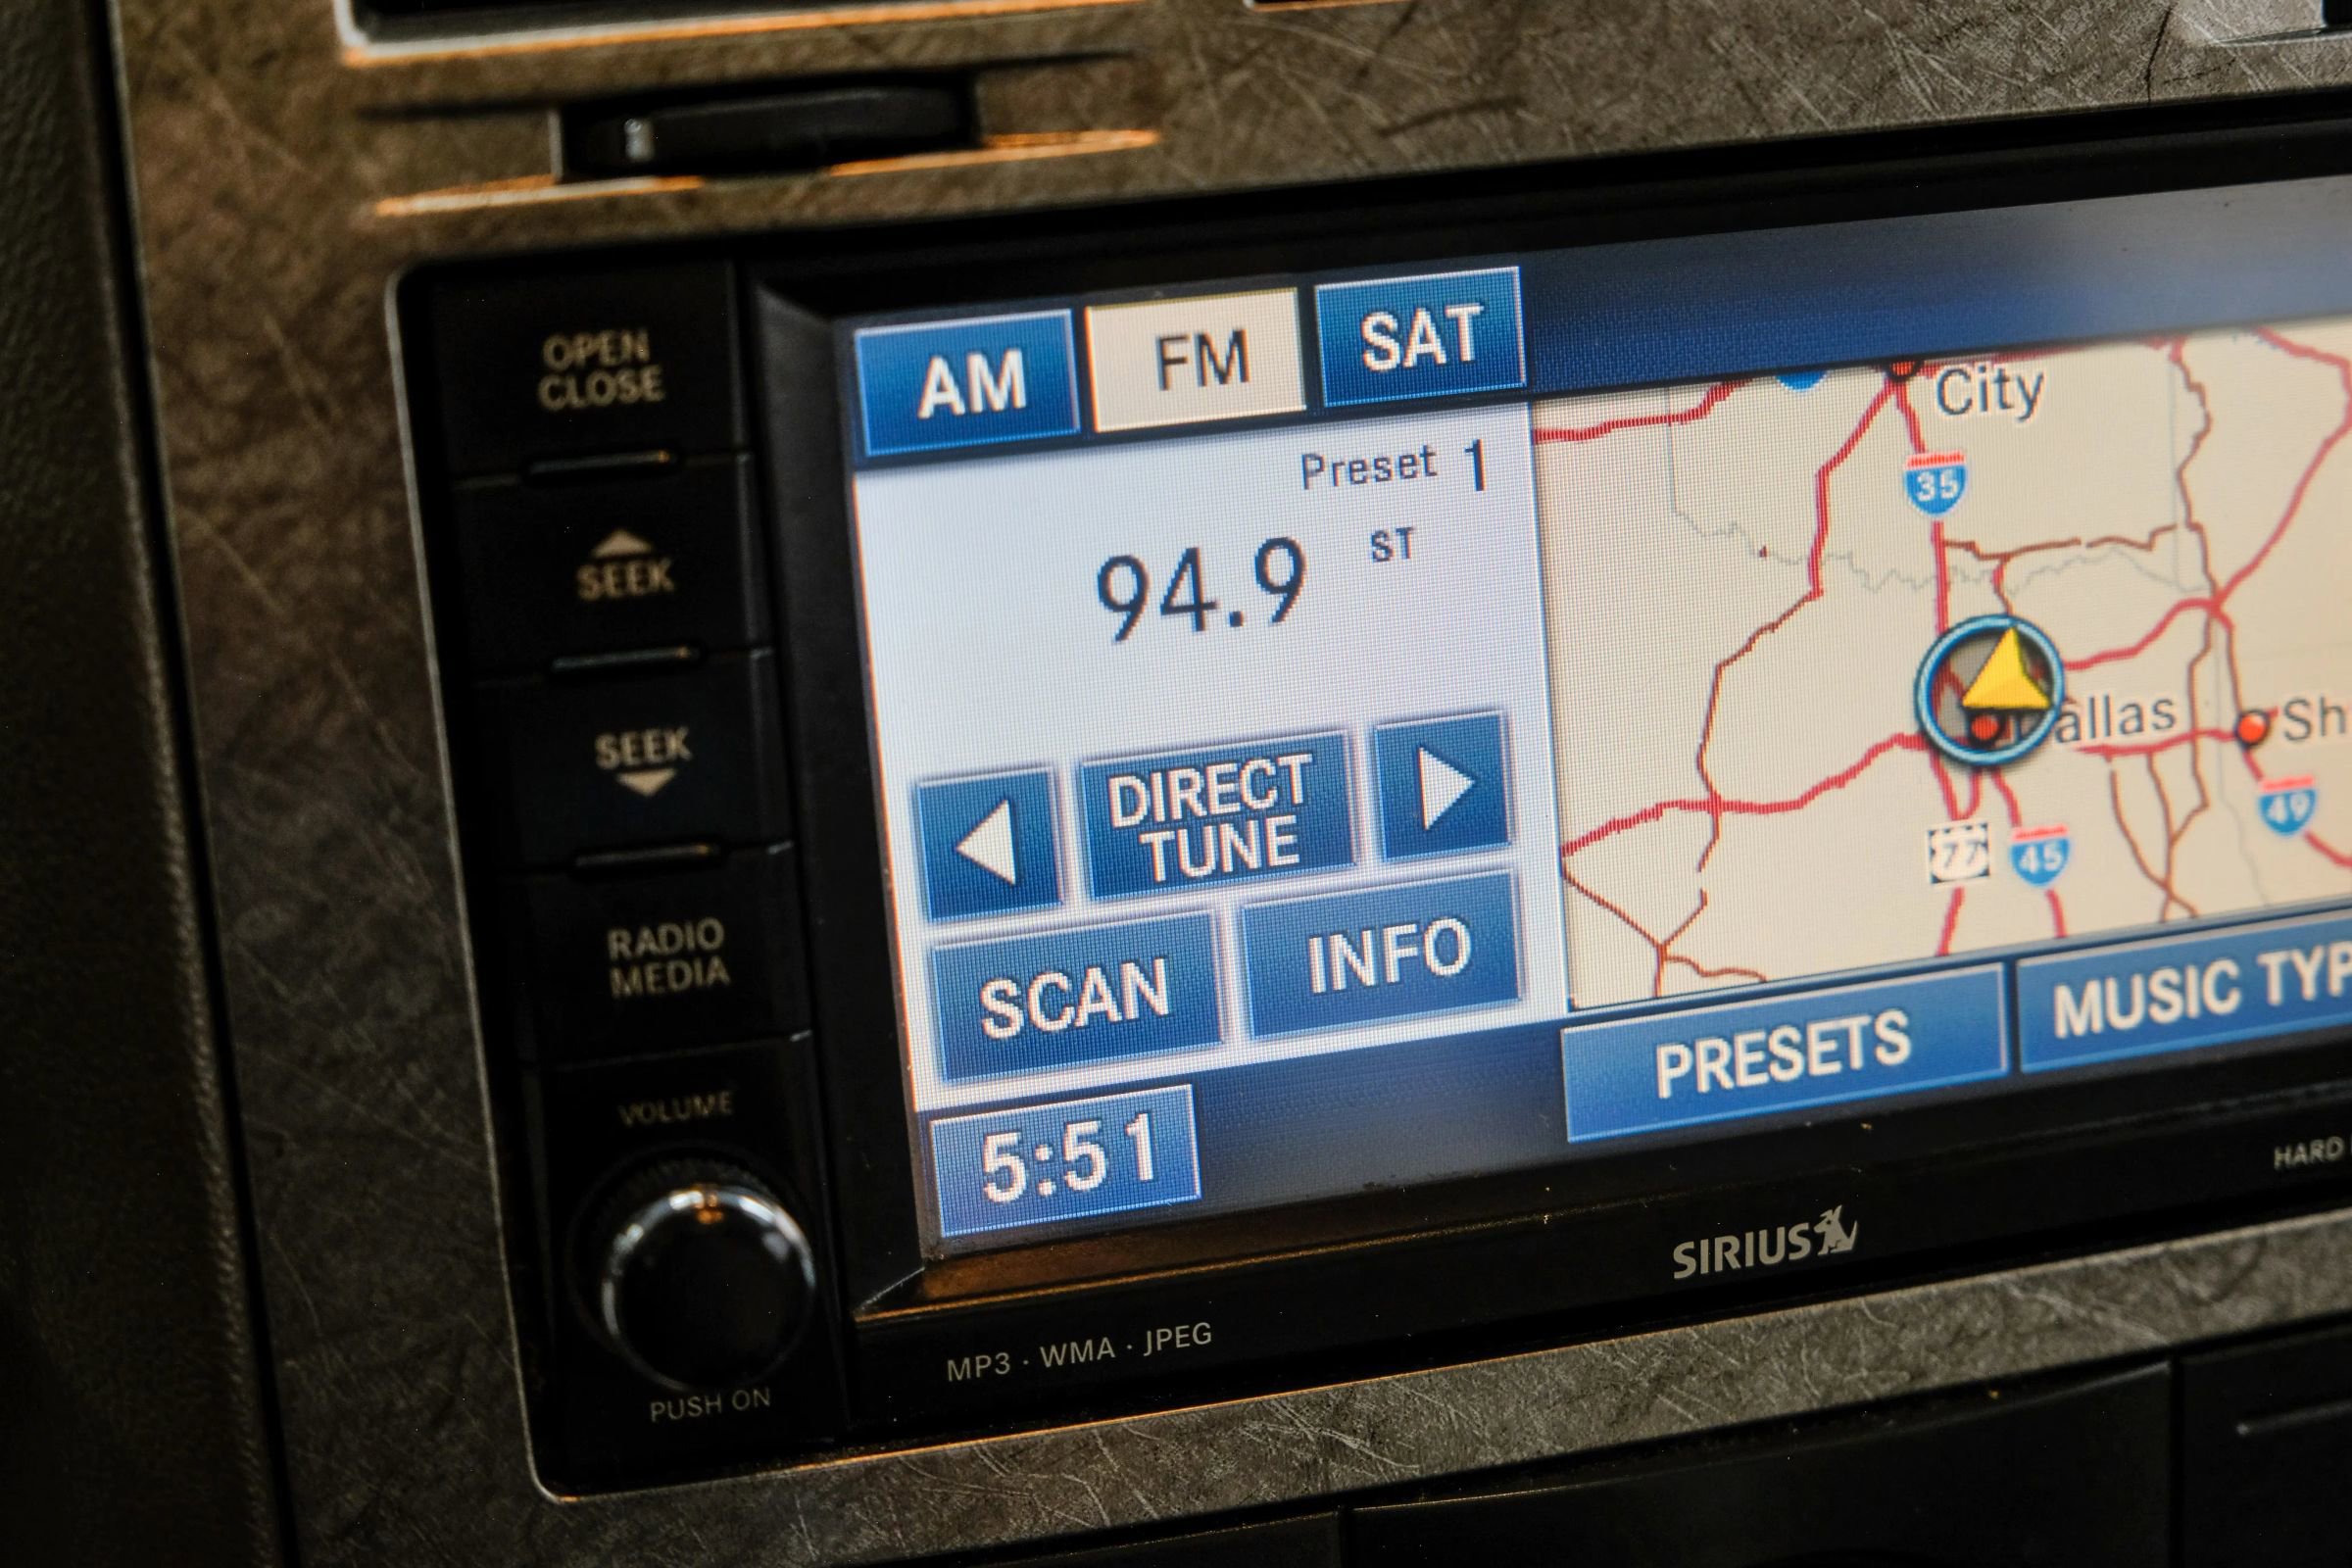 OPEN
CLOSE
SEEK
SEEK
RADIO
MEDIA
VOLUME
PUSH ON
AM
FM
SAT
Preset 1
94.9 ST
DIRECT
TUNE
SCAN
INFO
5:51
City
35
allas
Sh
49
77
45
PRESETS
MUSIC TYP
SIRIUS
HARD
MP3 · WMA · JPEG